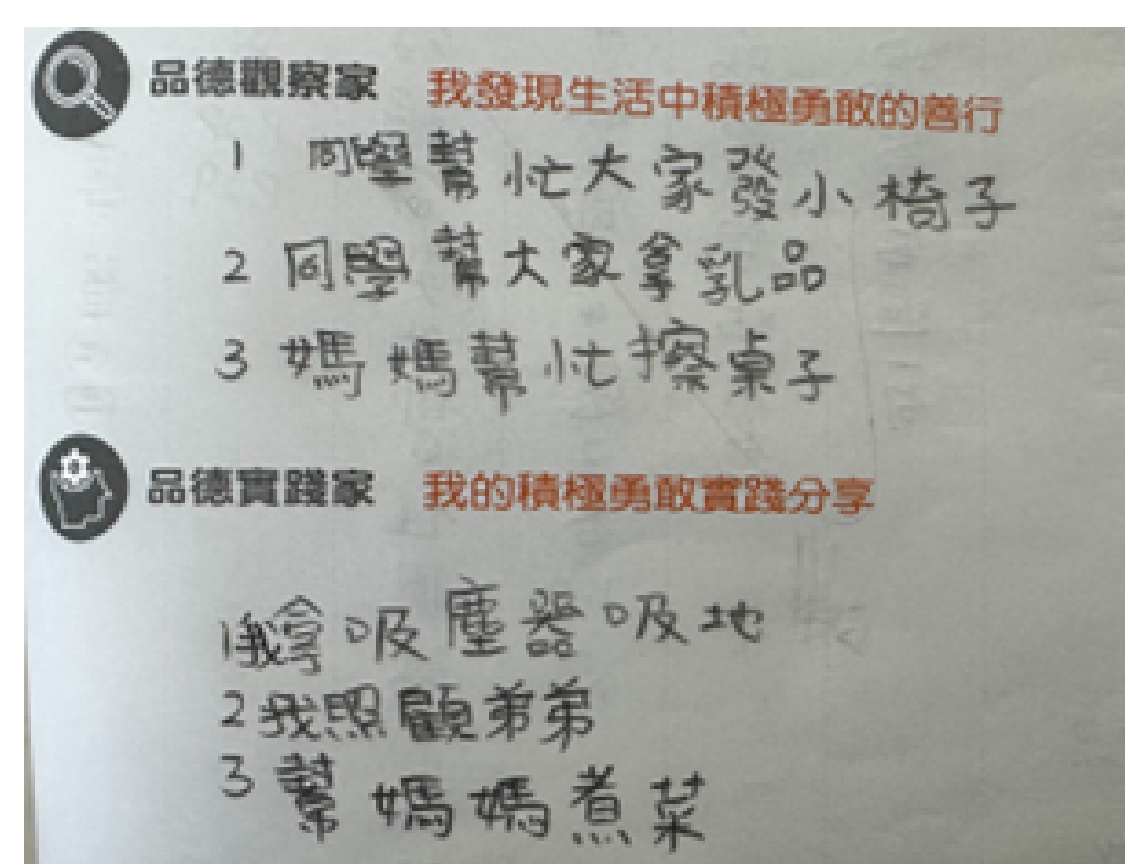 品德觀察家 我發現生活中積極勇敢的善行
1 同學幫忙大家發小椅子
2 同學幫大家拿乳品
3 媽媽幫忙擦桌子
品德實踐家 我的積極勇敢實踐分享
1我拿吸塵器吸地
2我照顧弟弟
3幫媽媽煮菜